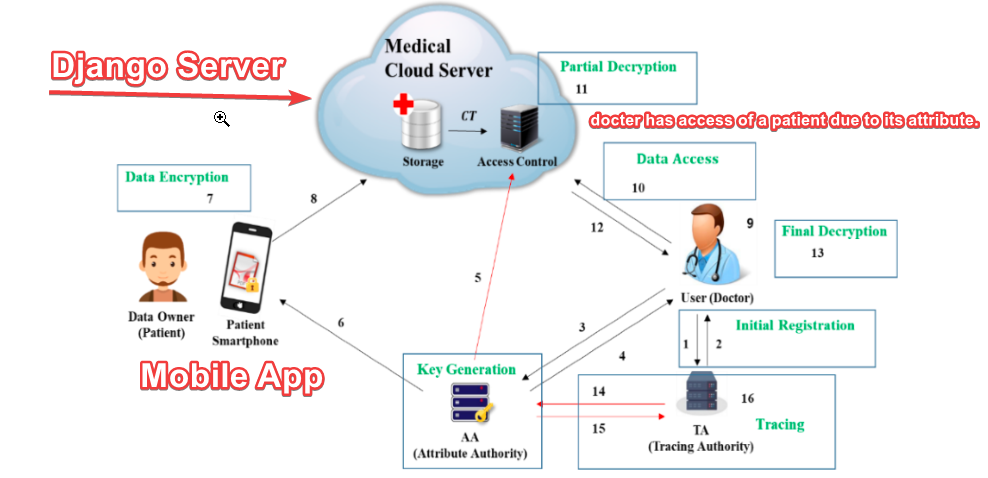 Medical
Cloud Server
Django Server
Partial Decryption
11
CT
docter has access of a patient due to its attribute.
Storage
Access Control
Data Access
10
Data Encryption
7
8
12
9
Final Decryption
13
5
User (Doctor)
Data Owner
(Patient)
Patient
Smartphone
6
3
4
Initial Registration
1
2
Mobile App
Key Generation
14
15
16
Tracing
AA
(Attribute Authority)
TA
(Tracing Authority)